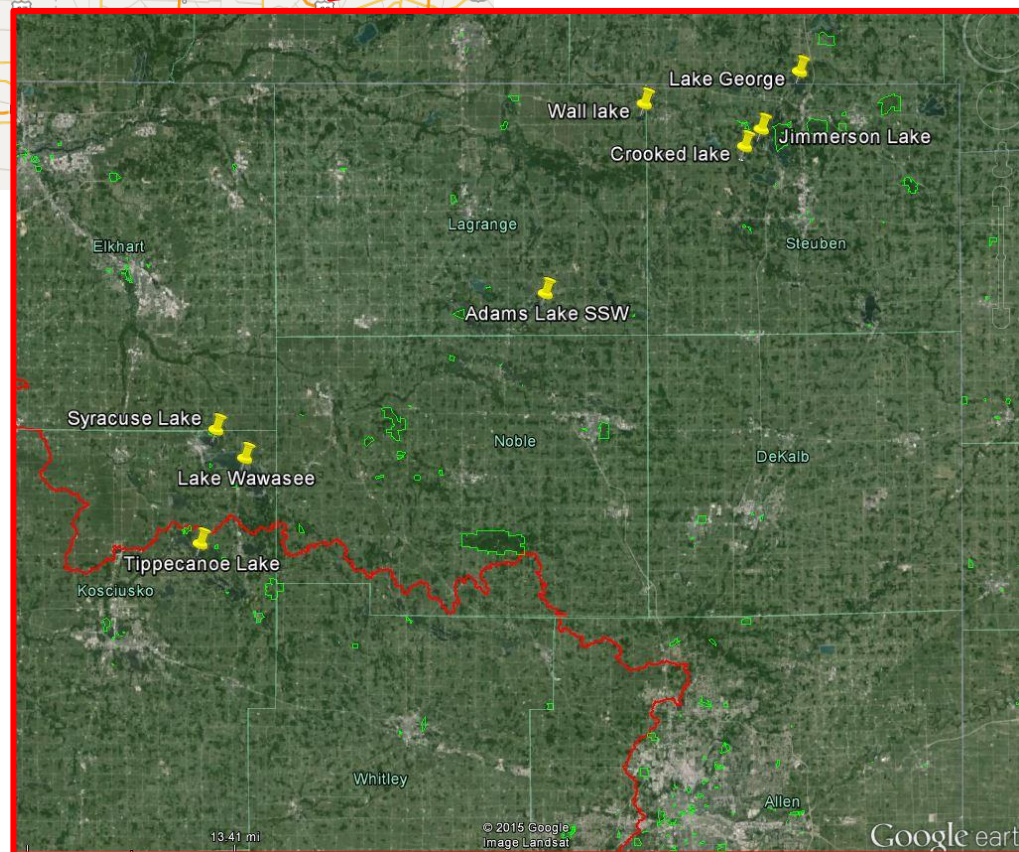 Lake George
Wall lake
Jimmerson Lake
Crooked lake
Lagrange
Steuben
Elkhart
Adams Lake SSW
Syracuse Lake
Noble
DeKalb
Lake Wawasee
Tippecanoe Lake
Kosciusko
Whitley
Allen
13.41 mi
© 2015 Google
Image Landsat
Google eart